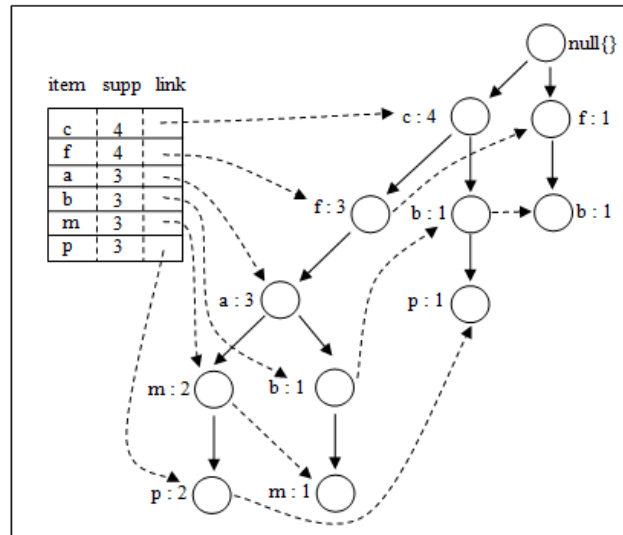 null{}
item supp link
c 4
f 4
a 3
b 3
m 3
p 3
c : 4
f : 1
f : 3
b : 1
b : 1
a : 3
p : 1
m : 2
b : 1
p : 2
m : 1